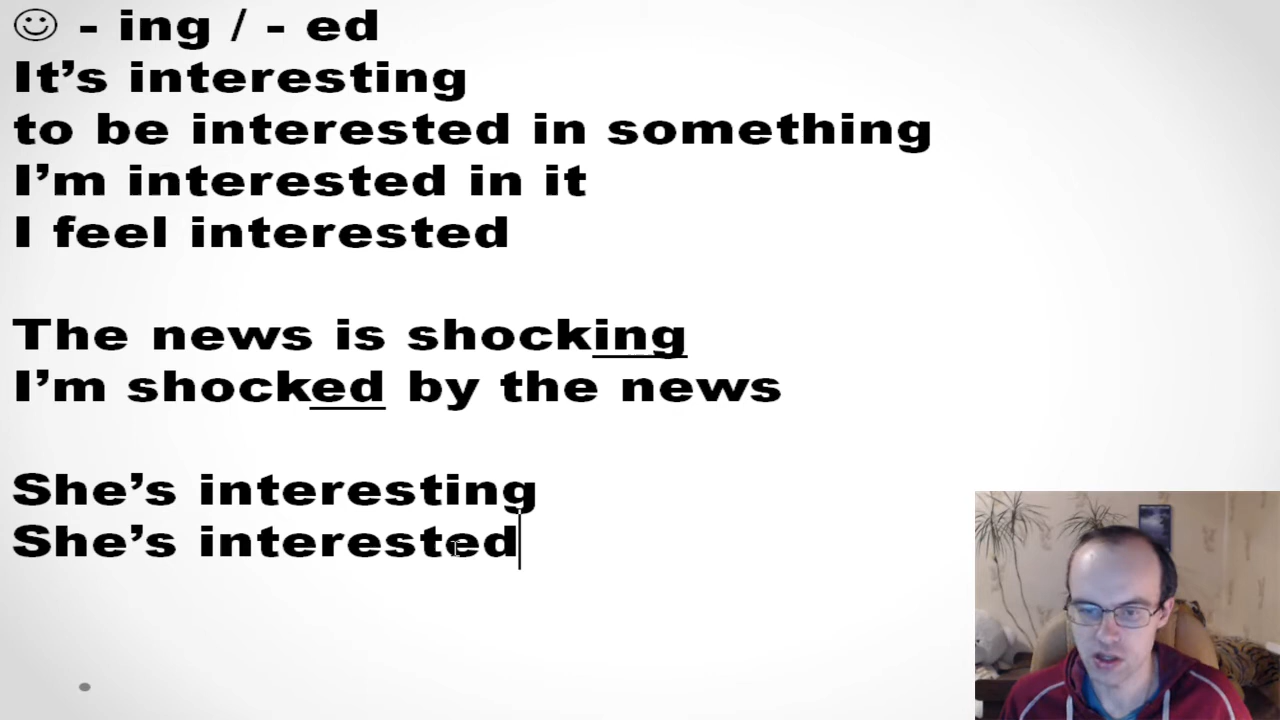 ☺ - ing / - ed
It’s interesting
to be interested in something
I’m interested in it
I feel interested
The news is shocking
I’m shocked by the news
She’s interesting
She’s interested